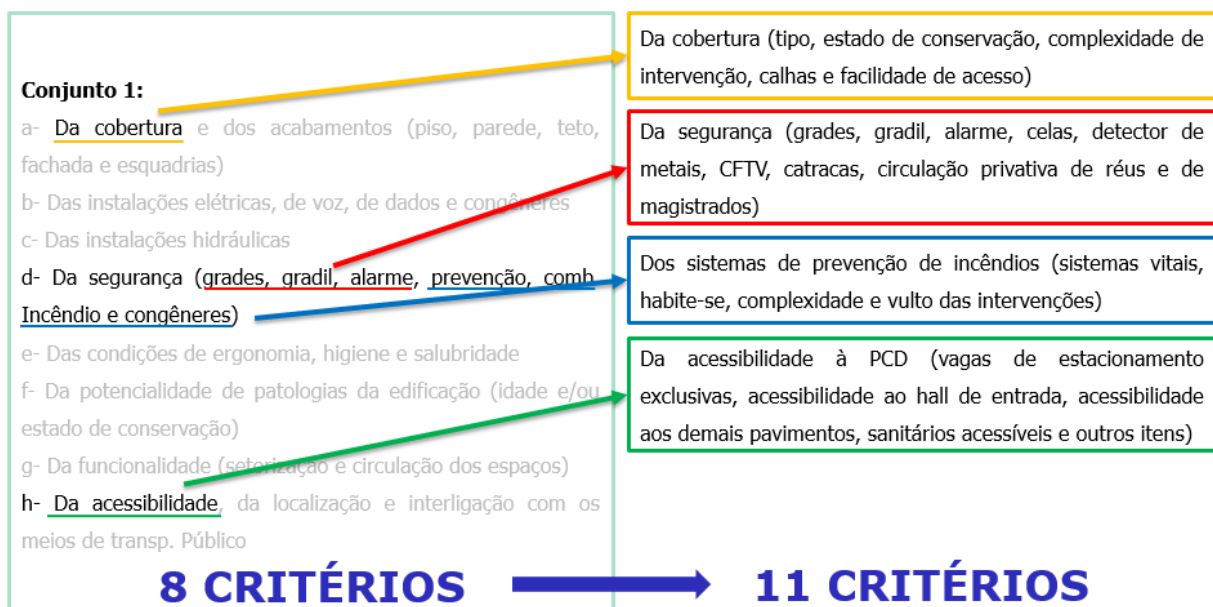 Conjunto 1:
a- Da cobertura e dos acabamentos (piso, parede, teto,
fachada e esquadrias)
b- Das instalações elétricas, de voz, de dados e congêneres
c- Das instalações hidráulicas
d- Da segurança (grades, gradil, alarme, prevenção, comb
Incêndio e congêneres)
e- Das condições de ergonomia, higiene e salubridade
f- Da potencialidade de patologias da edificação (idade e/ou
estado de conservação)
g- Da funcionalidade (setorização e circulação dos espaços)
h- Da acessibilidade, da localização e interligação com os
meios de transp. Público
Da cobertura (tipo, estado de conservação, complexidade de
intervenção, calhas e facilidade de acesso)
Da segurança (grades, gradil, alarme, celas, detector de
metais, CFTV, catracas, circulação privativa de réus e de
magistrados)
Dos sistemas de prevenção de incêndios (sistemas vitais,
habite-se, complexidade e vulto das intervenções)
Da acessibilidade à PCD (vagas de estacionamento
exclusivas, acessibilidade ao hall de entrada, acessibilidade
aos demais pavimentos, sanitários acessíveis e outros itens)
8 CRITÉRIOS
11 CRITÉRIOS